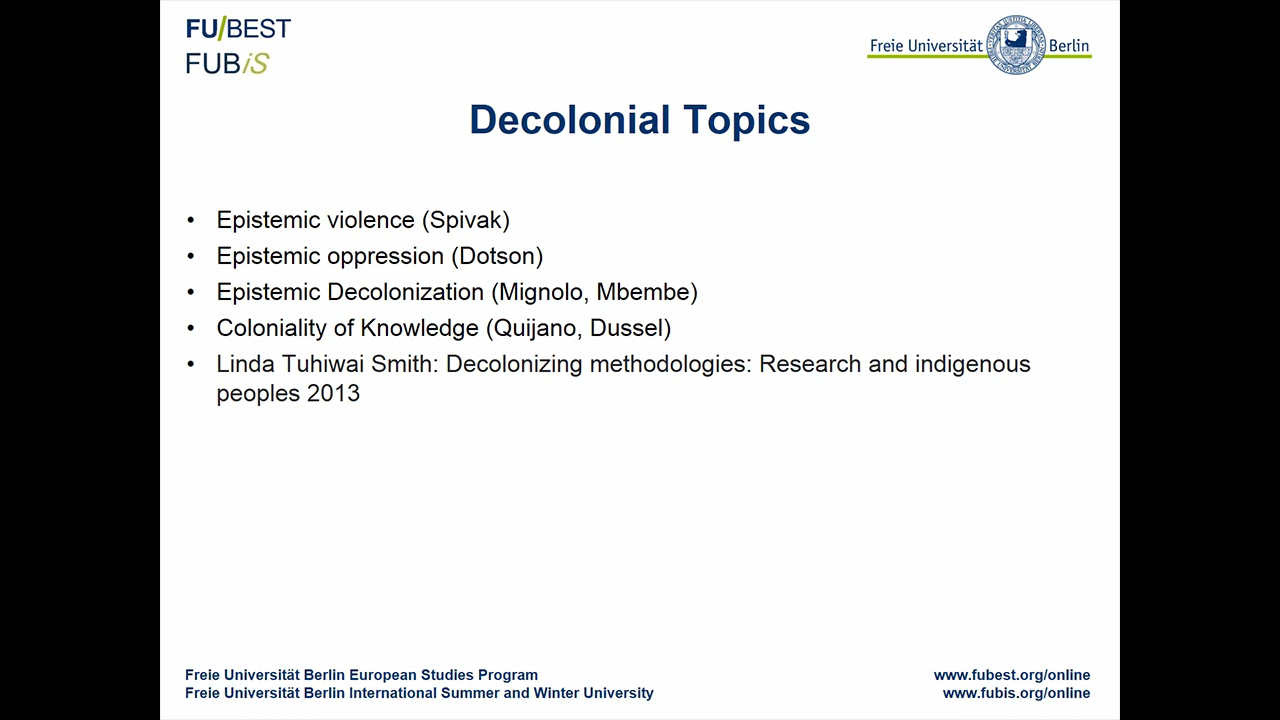 FU/BEST
FUBiS
Freie Universität Berlin
Decolonial Topics
• Epistemic violence (Spivak)
• Epistemic oppression (Dotson)
• Epistemic Decolonization (Mignolo, Mbembe)
• Coloniality of Knowledge (Quijano, Dussel)
• Linda Tuhiwai Smith: Decolonizing methodologies: Research and indigenous
peoples 2013
Freie Universität Berlin European Studies Program
Freie Universität Berlin International Summer and Winter University
www.fubest.org/online
www.fubis.org/online